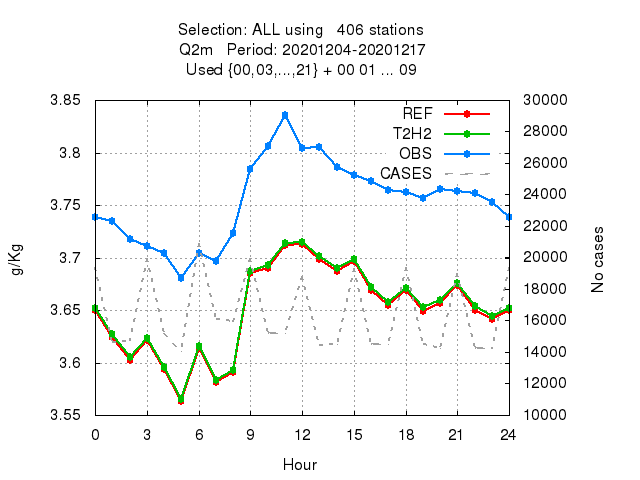 Selection: ALL using 406 stations
Q2m Period: 20201204-20201217
Used {00,03,...,21} + 00 01 ... 09
3.85 30000
REF
T2H2
OBS
CASES
3.8 28000
26000
3.75 24000
22000
3.7 20000
18000
3.65 16000
14000
3.6 12000
3.55 10000
g/Kg
No cases
0 3 6 9 12 15 18 21 24
Hour